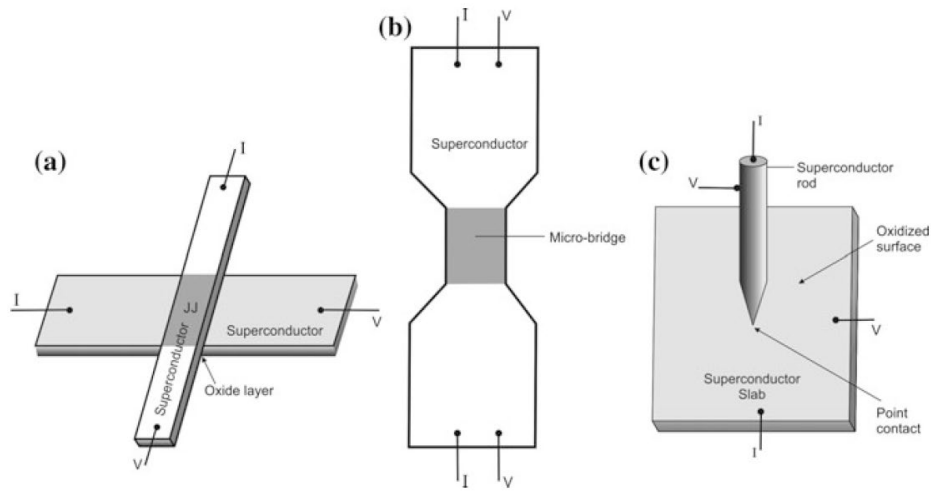 (a)
I
I
JJ
Superconductor
Superconductor
V
Oxide layer
V
(b)
I
V
Superconductor
Micro-bridge
I
V
(c)
I
Superconductor
rod
V
Oxidized
surface
V
Superconductor
Slab
Point
contact
I